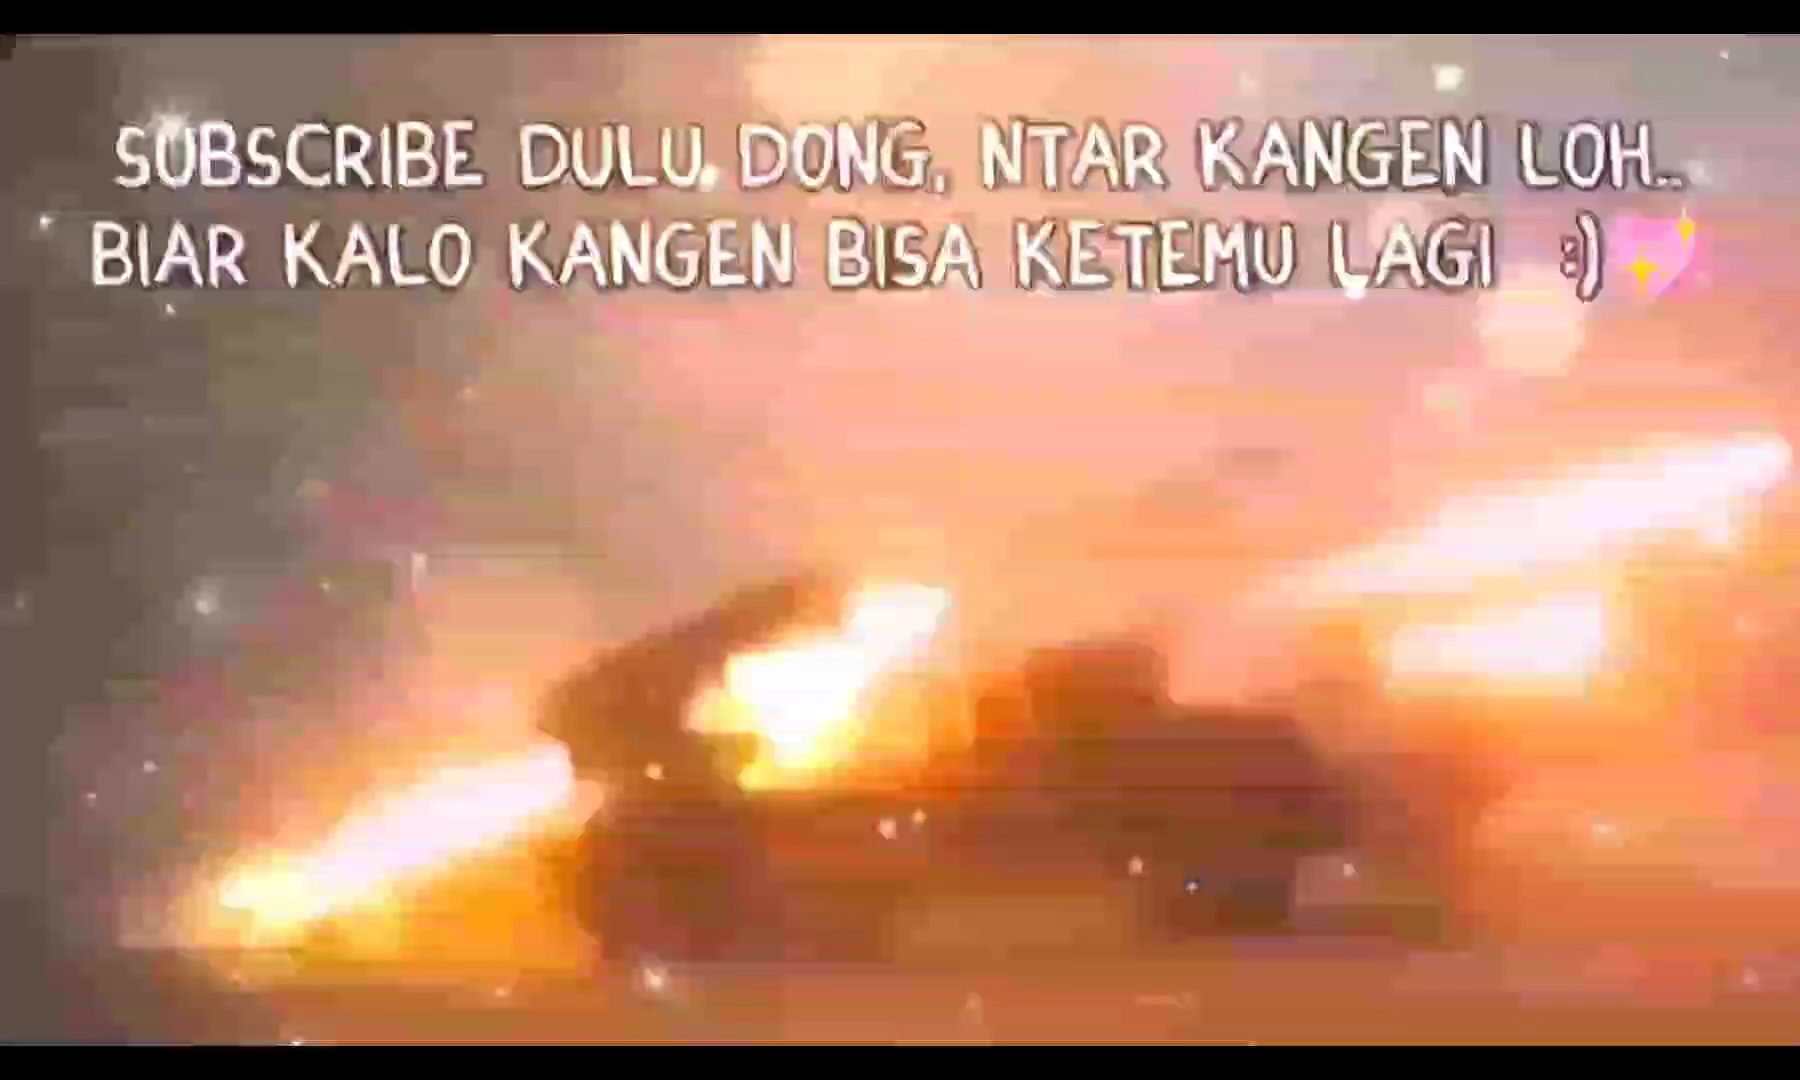 SUBSCRIBE DULU DONG, NTAR KANGEN LOH..
BIAR KALO KANGEN BISA KETEMU LAGI :)💖